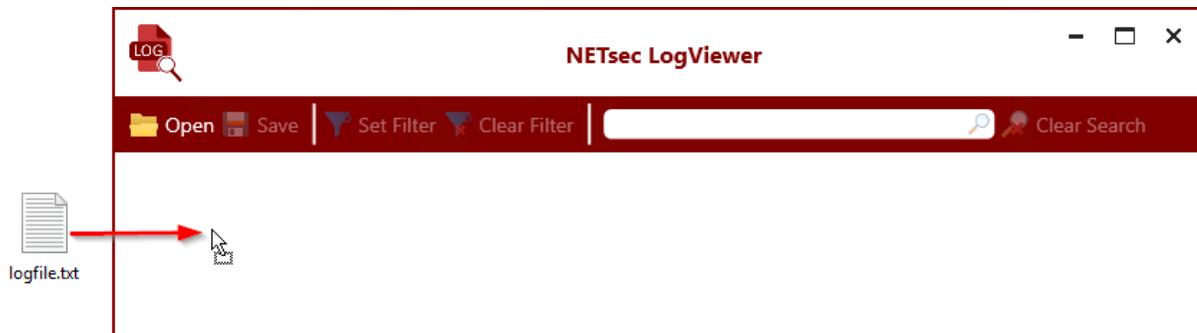 LOG
NETsec LogViewer
Open Save Set Filter Clear Filter Clear Search
logfile.txt